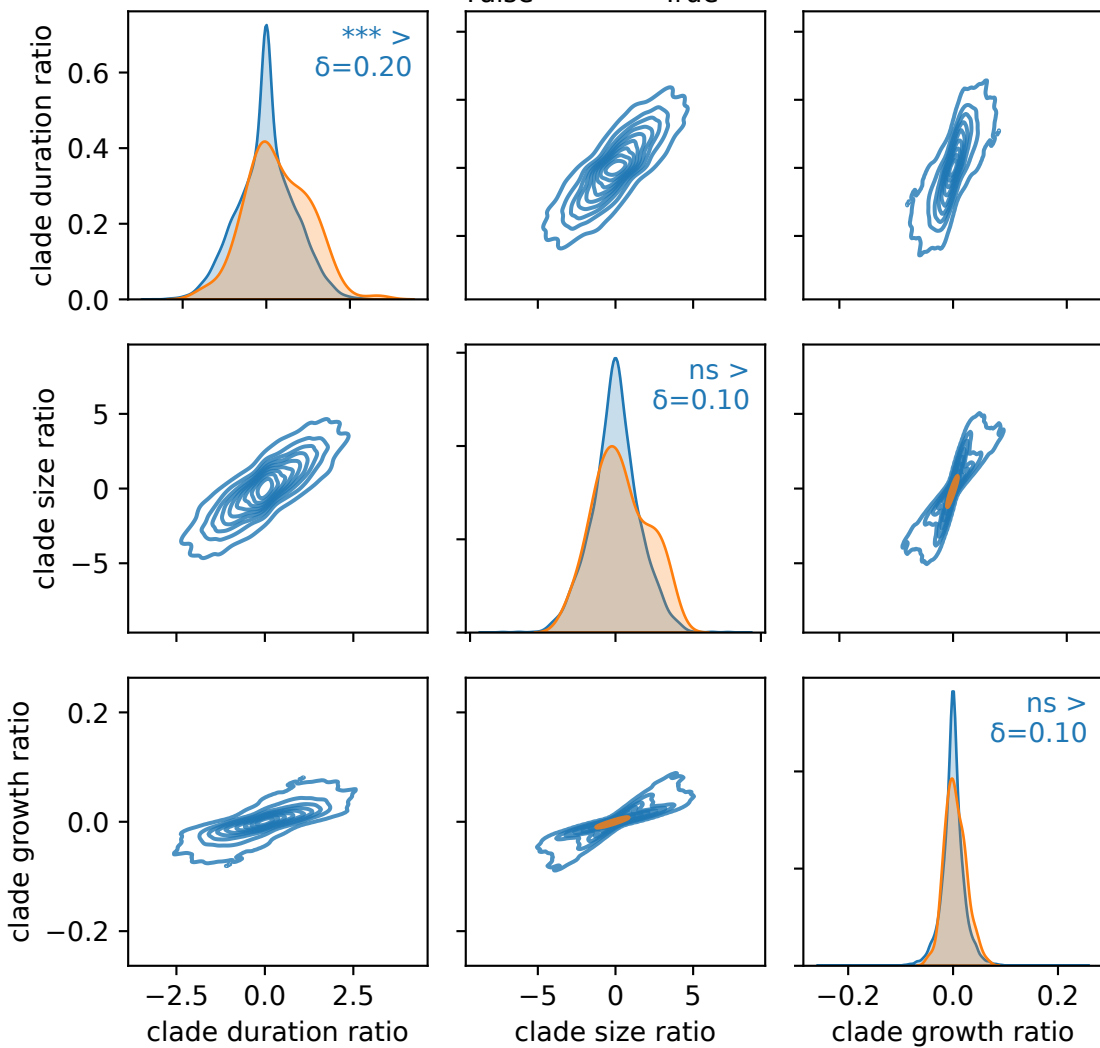 True
clade duration ratio
0.6
0.4
0.2
0.0
*** >
δ=0.20
clade size ratio
5
0
−5
ns >
δ=0.10
clade growth ratio
0.2
0.0
−0.2
ns >
δ=0.10
−2.5 0.0 2.5
−5 0 5
−0.2 0.0 0.2
clade duration ratio
clade size ratio
clade growth ratio